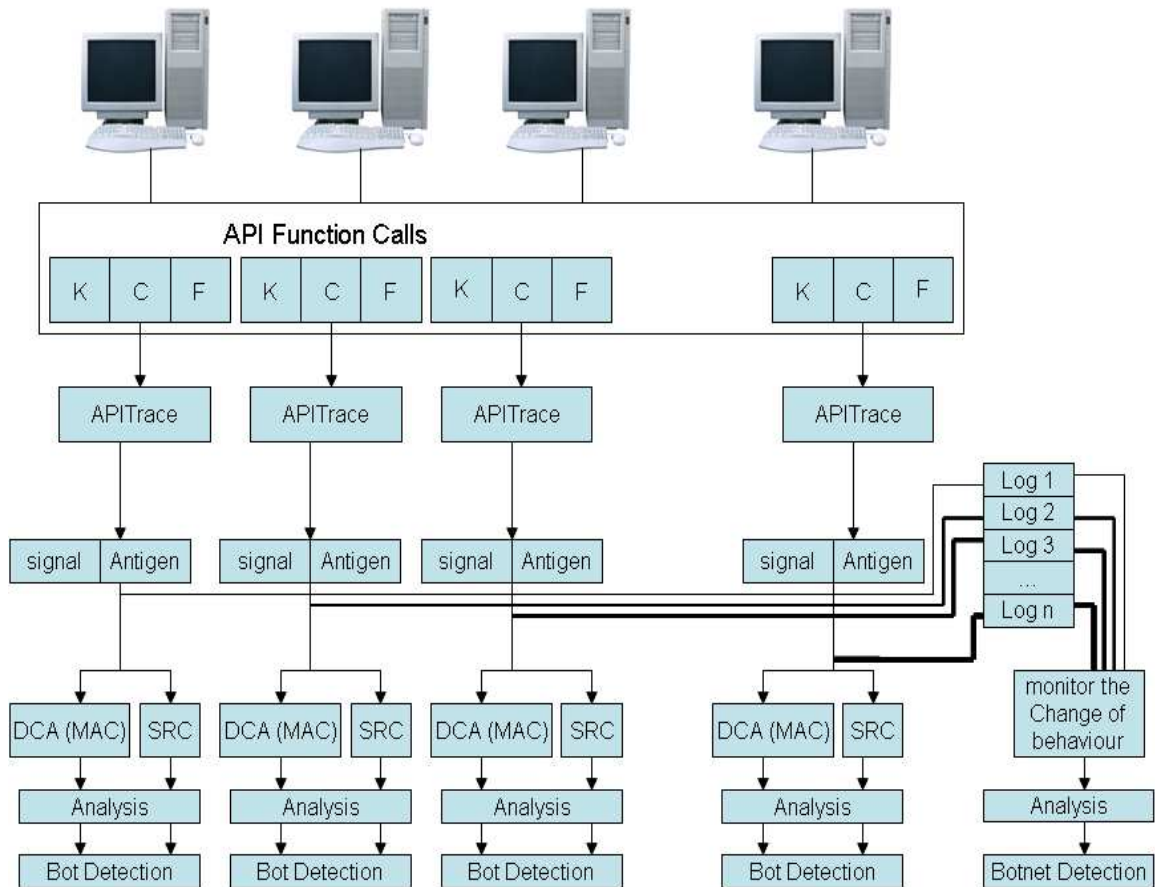 API Function Calls
K C F K C F K C F K C F
APITrace APITrace APITrace APITrace
Log 1
Log 2
Log 3
...
Log n
signal Antigen signal Antigen signal Antigen signal Antigen
DCA (MAC) SRC DCA (MAC) SRC DCA (MAC) SRC DCA (MAC) SRC
monitor the
Change of
behaviour
Analysis Analysis Analysis Analysis Analysis
Bot Detection Bot Detection Bot Detection Bot Detection Botnet Detection